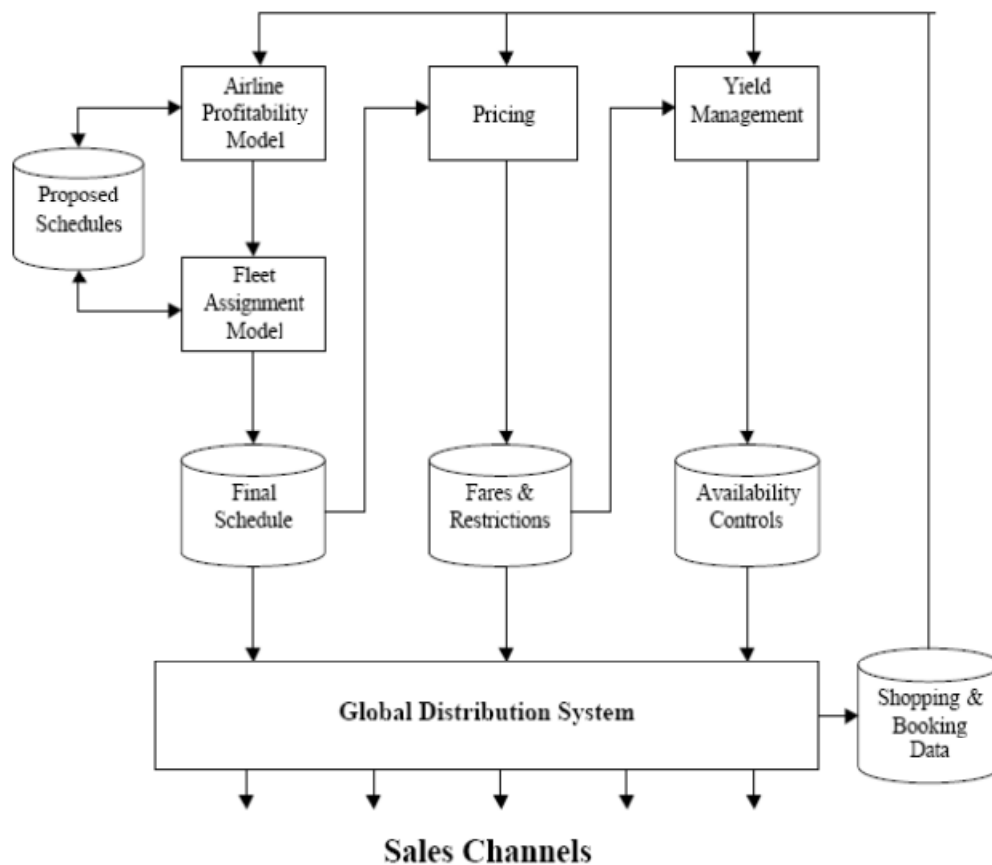 Airline
Profitability
Model
Pricing
Yield
Management
Proposed
Schedules
Fleet
Assignment
Model
Final
Schedule
Fares &
Restrictions
Availability
Controls
Global Distribution System
Shopping &
Booking
Data
Sales Channels